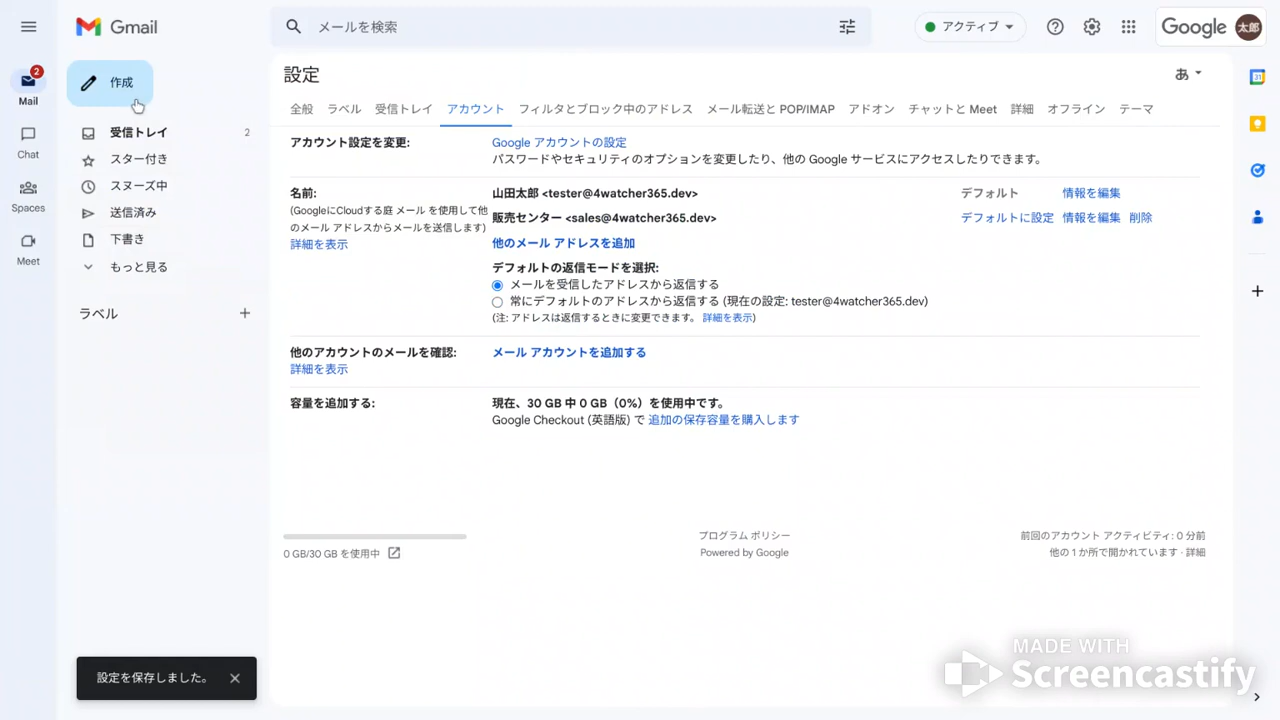 Gmail
メールを検索
アクティブ
Google 太郎
2
Mail
Chat
Spaces
Meet
作成
受信トレイ 2
スター付き
スヌーズ中
送信済み
下書き
もっと見る
ラベル
設定
あ
全般 ラベル 受信トレイ アカウント フィルタとブロック中のアドレス メール転送と POP/IMAP アドオン チャットと Meet 詳細 オフライン テーマ
アカウント設定を変更: Google アカウントの設定
パスワードやセキュリティのオプションを変更したり、他の Google サービスにアクセスしたりできます。
名前: 山田太郎 <tester@4watcher365.dev> デフォルト 情報を編集
(GoogleにCloudする庭 メール を使用して他のメール アドレスからメールを送信します)
詳細を表示
販売センター <sales@4watcher365.dev> デフォルトに設定 情報を編集 削除
他のメール アドレスを追加
デフォルトの返信モードを選択:
メールを受信したアドレスから返信する
常にデフォルトのアドレスから返信する (現在の設定: tester@4watcher365.dev)
(注: アドレスは返信するときに変更できます。 詳細を表示)
他のアカウントのメールを確認: メール アカウントを追加する
詳細を表示
容量を追加する: 現在、30 GB 中 0 GB（0%）を使用中です。
Google Checkout (英語版) で 追加の保存容量を購入します
0 GB/30 GB を使用中
プログラム ポリシー
Powered by Google
前回のアカウント アクティビティ: 0 分前
他の 1 か所で開かれています · 詳細
31
設定を保存しました。
MADE WITH
Screencastify